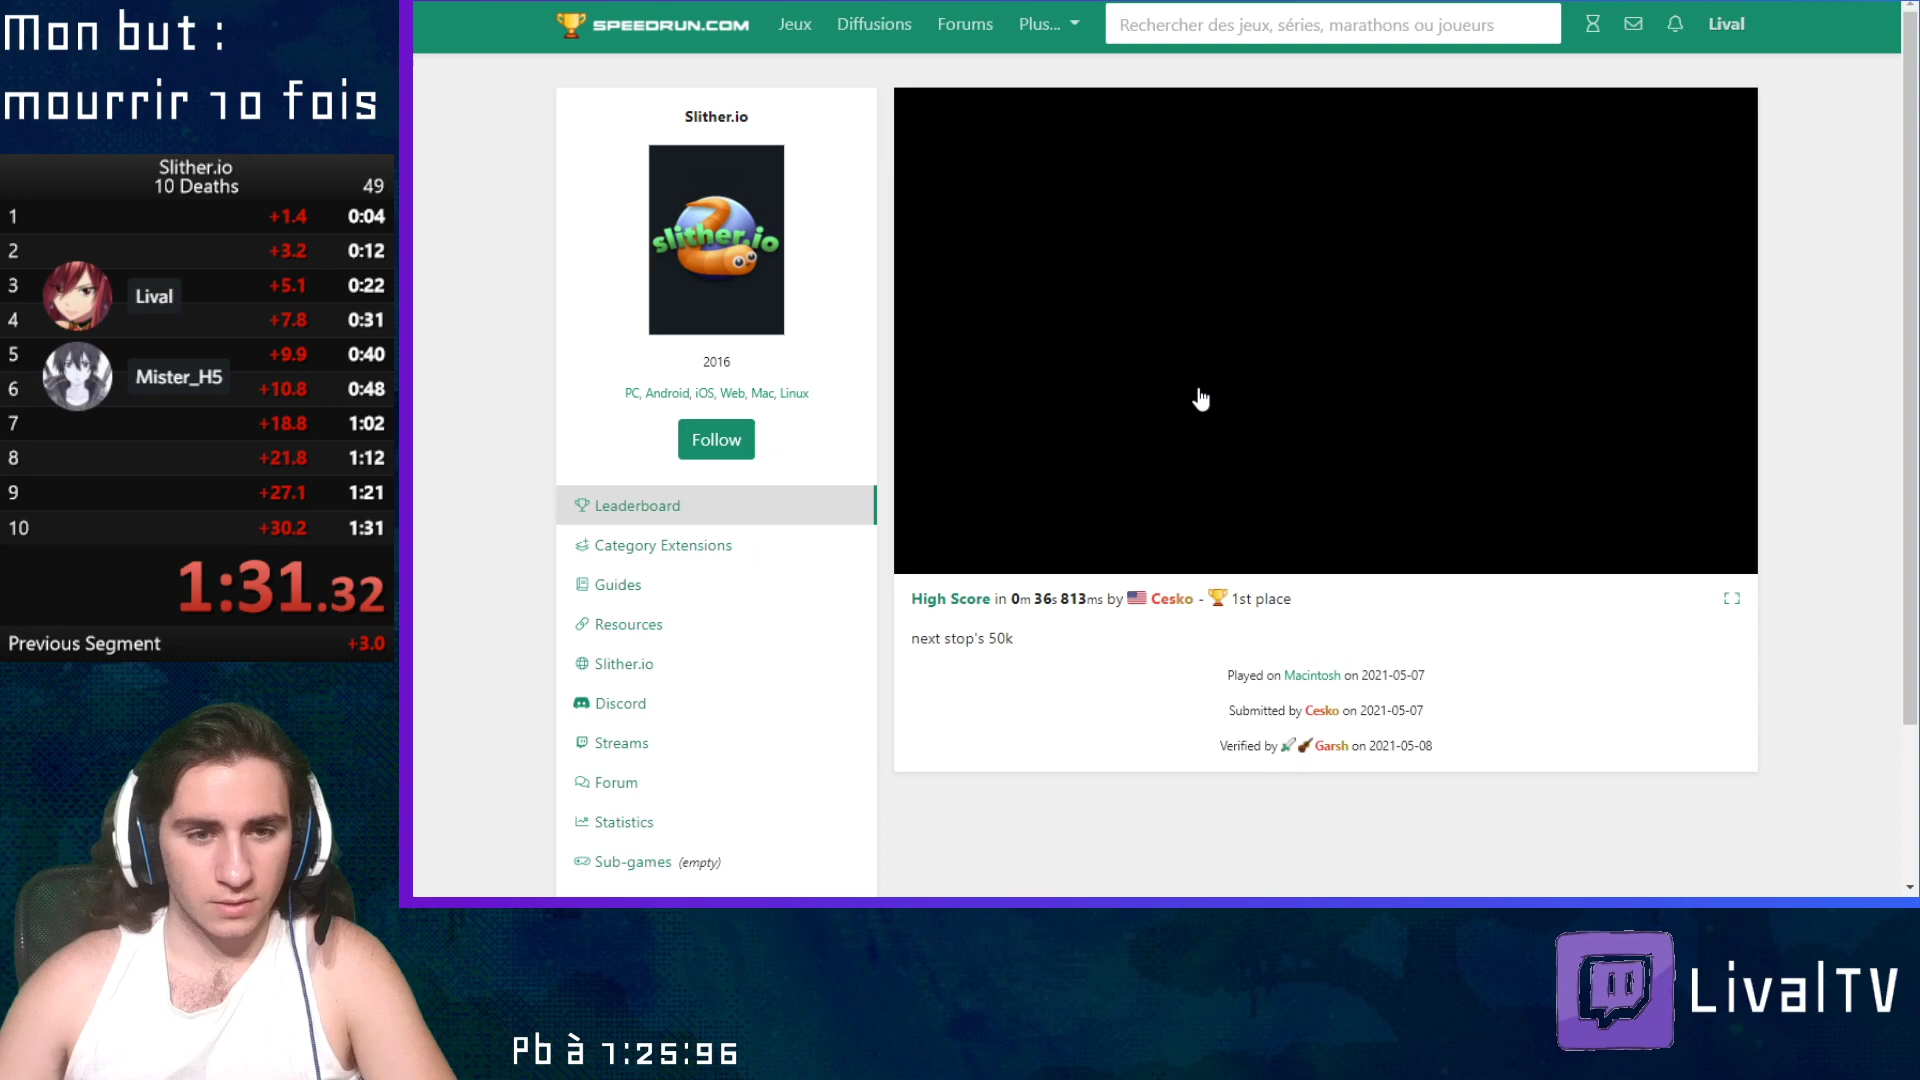 Mon but :
mourrir 10 fois
Slither.io
10 Deaths 49
1 +1.4 0:04
2 +3.2 0:12
3 +5.1 0:22
Lival
4 +7.8 0:31
5 +9.9 0:40
Mister_H5
6 +10.8 0:48
7 +18.8 1:02
8 +21.8 1:12
9 +27.1 1:21
10 +30.2 1:31
1:31.32
Previous Segment +3.0
SPEEDRUN.COM Jeux Diffusions Forums Plus... Rechercher des jeux, séries, marathons ou joueurs Lival
Slither.io
slither.io
2016
PC, Android, iOS, Web, Mac, Linux
Follow
Leaderboard
Category Extensions
Guides
Resources
Slither.io
Discord
Streams
Forum
Statistics
Sub-games (empty)
High Score in 0m 36s 813ms by Cesko - 1st place
next stop's 50k
Played on Macintosh on 2021-05-07
Submitted by Cesko on 2021-05-07
Verified by Garsh on 2021-05-08
LivalTV
Pb à 1:25:96